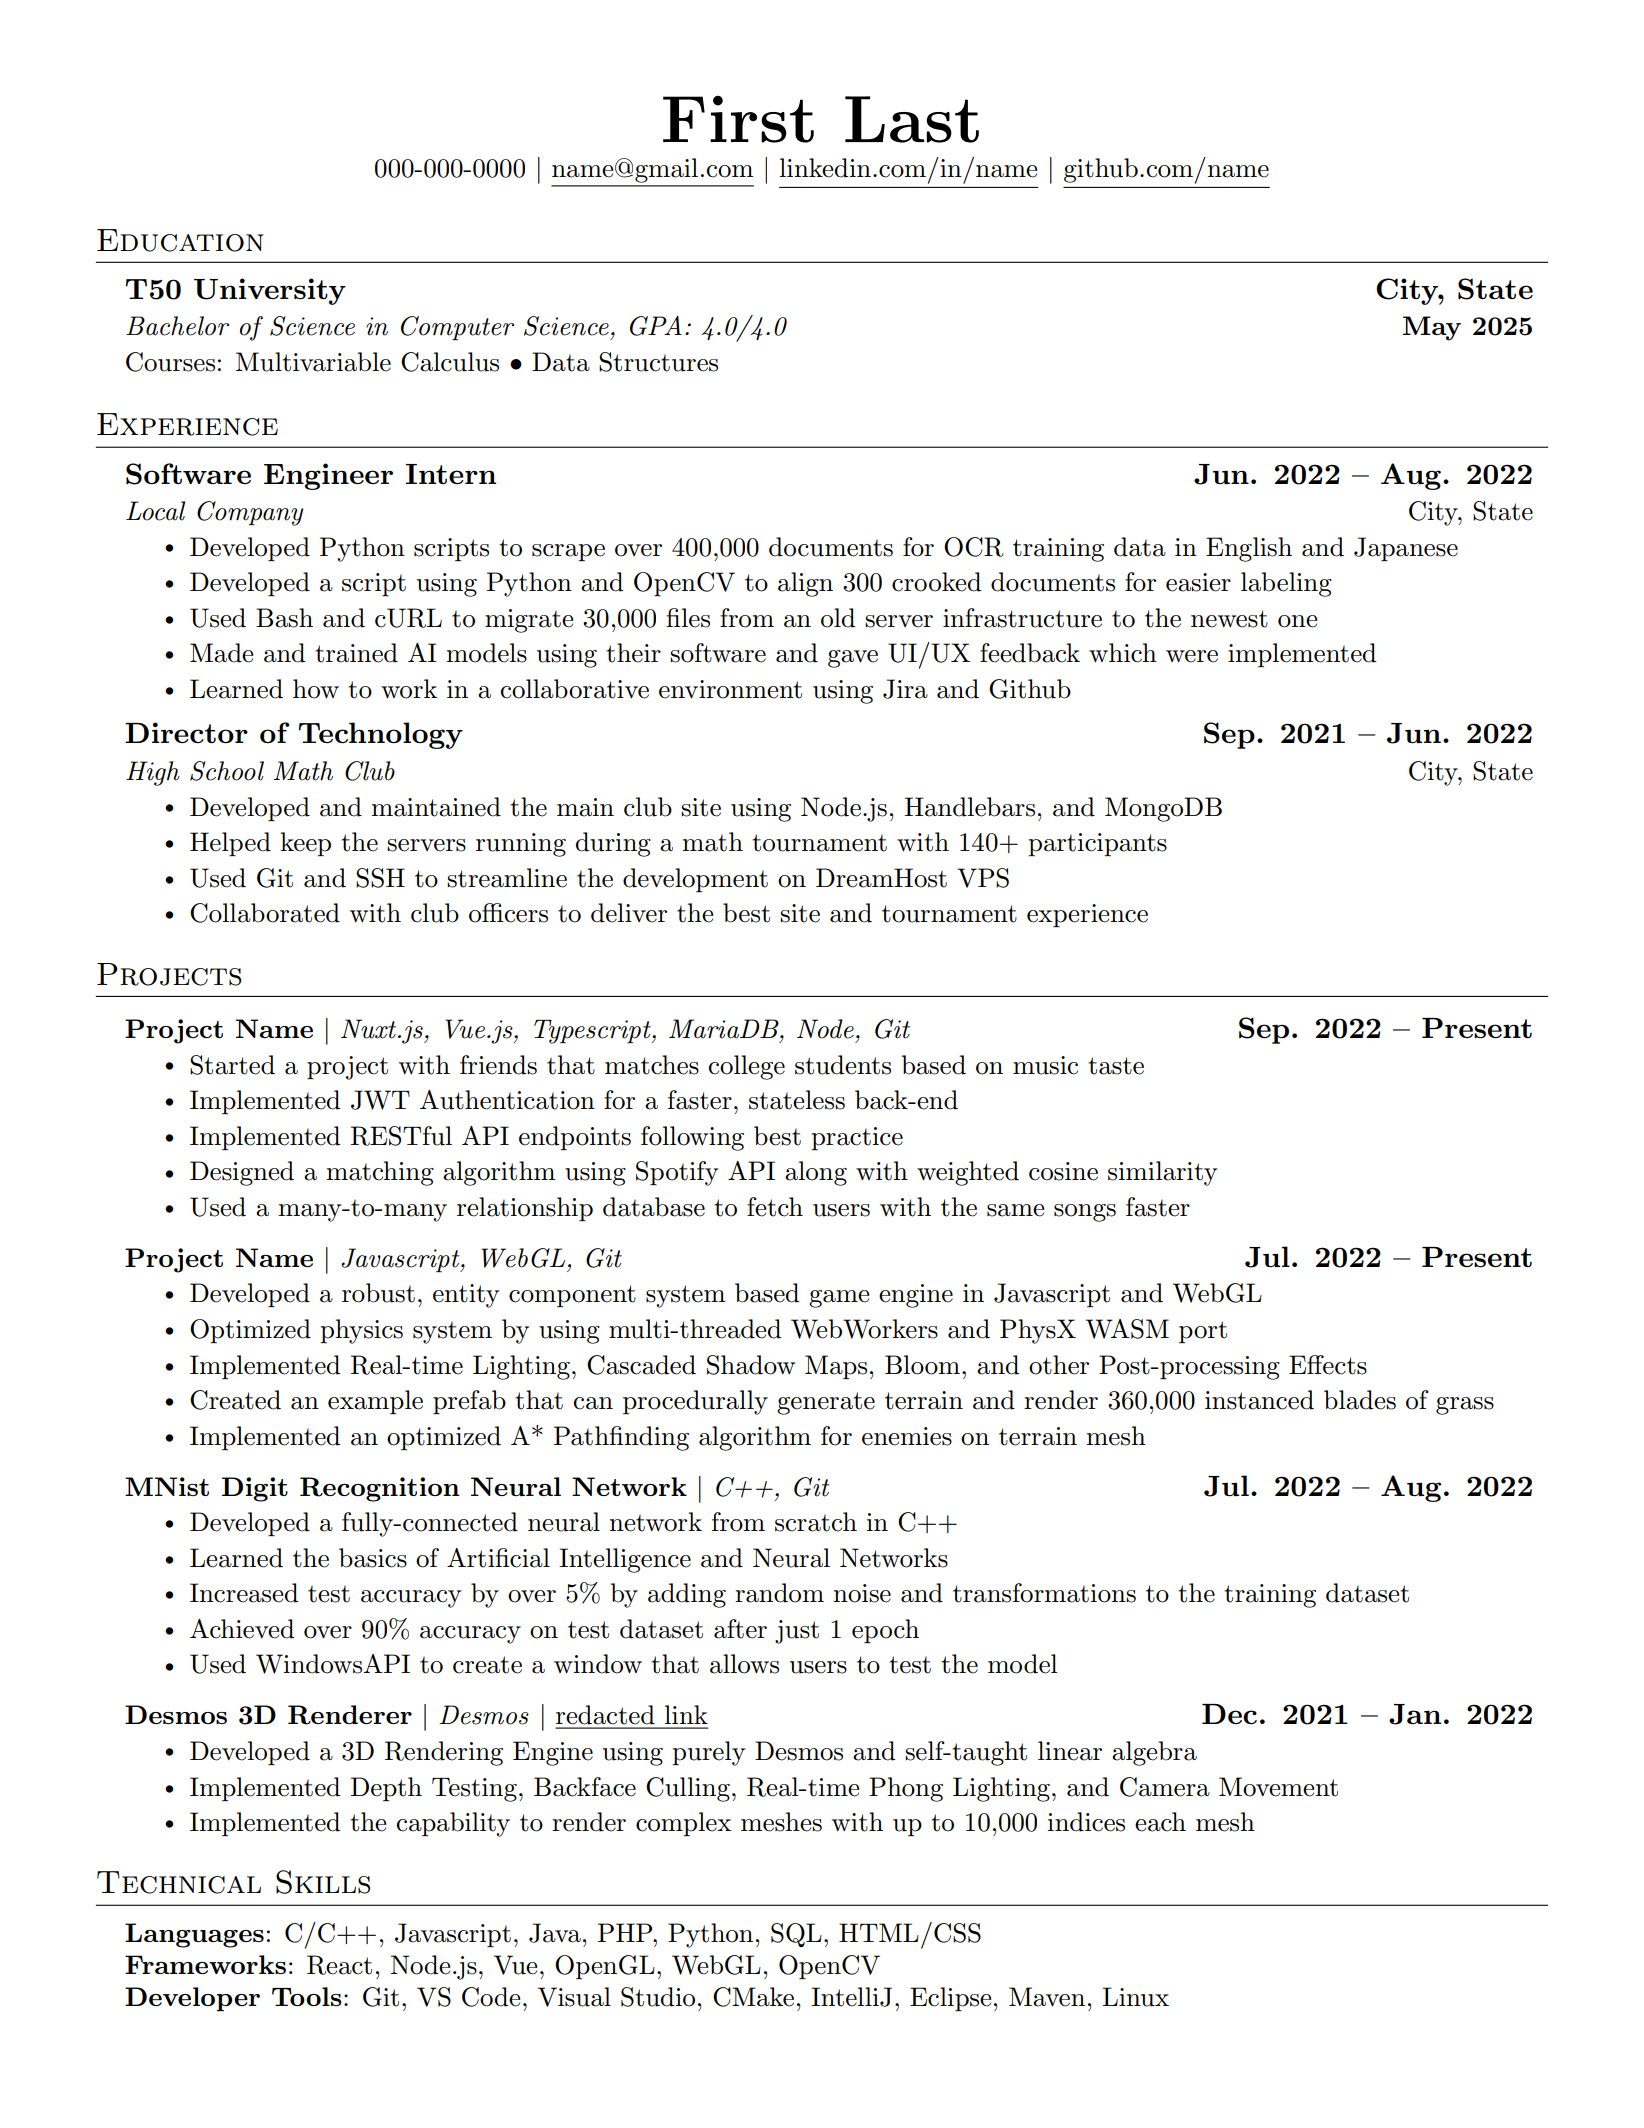 First Last
000-000-0000 | name@gmail.com | linkedin.com/in/name | github.com/name
Education
T50 University City, State
Bachelor of Science in Computer Science, GPA: 4.0/4.0 May 2025
Courses: Multivariable Calculus • Data Structures
Experience
Software Engineer Intern Jun. 2022 – Aug. 2022
Local Company City, State
• Developed Python scripts to scrape over 400,000 documents for OCR training data in English and Japanese
• Developed a script using Python and OpenCV to align 300 crooked documents for easier labeling
• Used Bash and cURL to migrate 30,000 files from an old server infrastructure to the newest one
• Made and trained AI models using their software and gave UI/UX feedback which were implemented
• Learned how to work in a collaborative environment using Jira and Github
Director of Technology Sep. 2021 – Jun. 2022
High School Math Club City, State
• Developed and maintained the main club site using Node.js, Handlebars, and MongoDB
• Helped keep the servers running during a math tournament with 140+ participants
• Used Git and SSH to streamline the development on DreamHost VPS
• Collaborated with club officers to deliver the best site and tournament experience
Projects
Project Name | Nuxt.js, Vue.js, Typescript, MariaDB, Node, Git Sep. 2022 – Present
• Started a project with friends that matches college students based on music taste
• Implemented JWT Authentication for a faster, stateless back-end
• Implemented RESTful API endpoints following best practice
• Designed a matching algorithm using Spotify API along with weighted cosine similarity
• Used a many-to-many relationship database to fetch users with the same songs faster
Project Name | Javascript, WebGL, Git Jul. 2022 – Present
• Developed a robust, entity component system based game engine in Javascript and WebGL
• Optimized physics system by using multi-threaded WebWorkers and PhysX WASM port
• Implemented Real-time Lighting, Cascaded Shadow Maps, Bloom, and other Post-processing Effects
• Created an example prefab that can procedurally generate terrain and render 360,000 instanced blades of grass
• Implemented an optimized A* Pathfinding algorithm for enemies on terrain mesh
MNist Digit Recognition Neural Network | C++, Git Jul. 2022 – Aug. 2022
• Developed a fully-connected neural network from scratch in C++
• Learned the basics of Artificial Intelligence and Neural Networks
• Increased test accuracy by over 5% by adding random noise and transformations to the training dataset
• Achieved over 90% accuracy on test dataset after just 1 epoch
• Used WindowsAPI to create a window that allows users to test the model
Desmos 3D Renderer | Desmos | redacted link Dec. 2021 – Jan. 2022
• Developed a 3D Rendering Engine using purely Desmos and self-taught linear algebra
• Implemented Depth Testing, Backface Culling, Real-time Phong Lighting, and Camera Movement
• Implemented the capability to render complex meshes with up to 10,000 indices each mesh
Technical Skills
Languages: C/C++, Javascript, Java, PHP, Python, SQL, HTML/CSS
Frameworks: React, Node.js, Vue, OpenGL, WebGL, OpenCV
Developer Tools: Git, VS Code, Visual Studio, CMake, IntelliJ, Eclipse, Maven, Linux